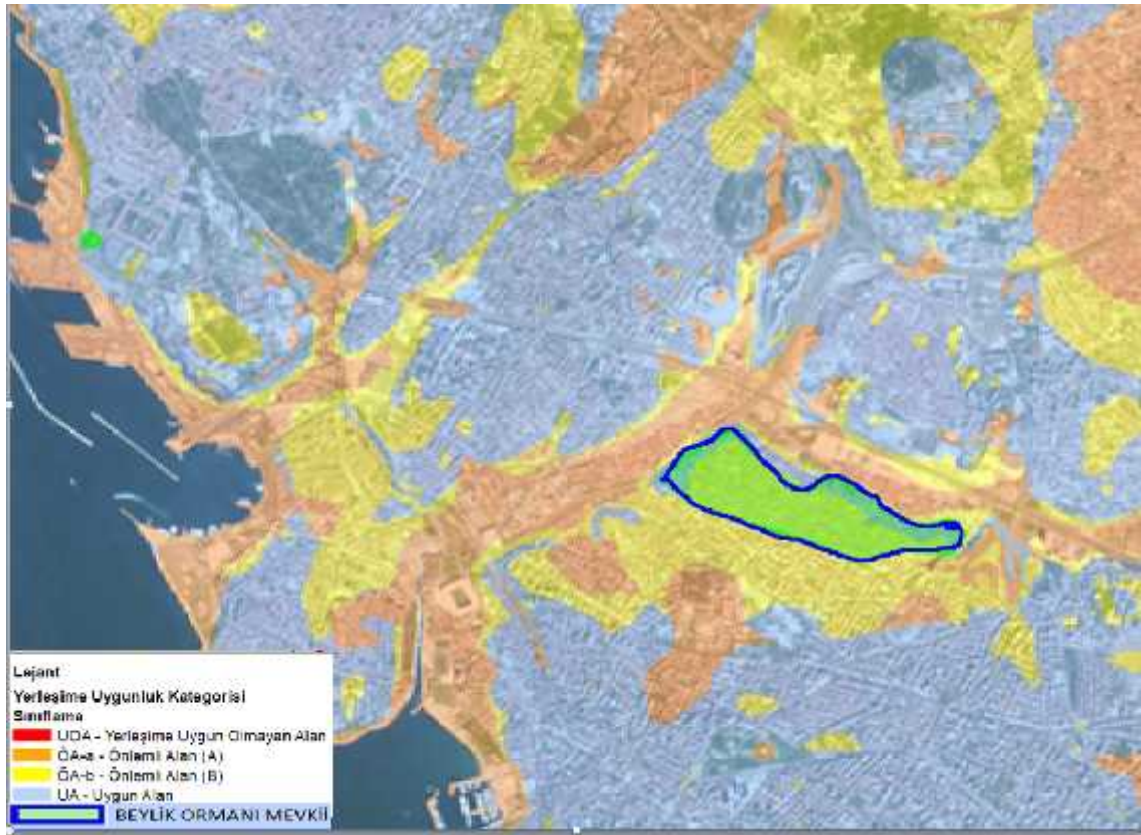 Lejant
Yerleşime Uygunluk Kategorisi
Sınıflama
UOA - Yerleşime Uygun Olmayan Alan
ÖA-a - Önlemli Alan (A)
ÖA-b - Önlemli Alan (B)
UA - Uygun Alan
BEYLİK ORMANI MEVKİİ